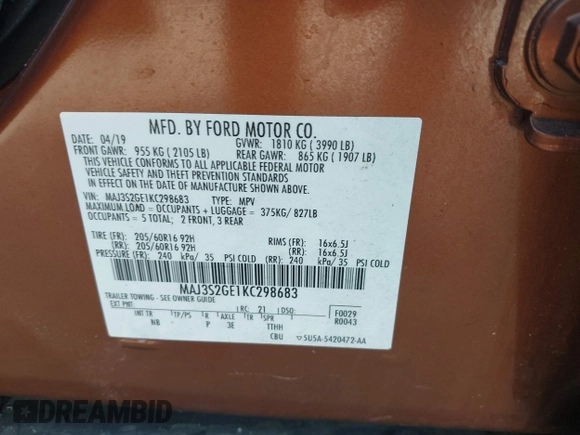 MFD. BY FORD MOTOR CO.
DATE: 04/19 GVWR: 1810 KG ( 3990 LB)
FRONT GAWR: 955 KG ( 2105 LB) REAR GAWR: 865 KG ( 1907 LB)
THIS VEHICLE CONFORMS TO ALL APPLICABLE FEDERAL MOTOR
VEHICLE SAFETY AND THEFT PREVENTION STANDARDS IN
EFFECT ON THE DATE OF MANUFACTURE SHOWN ABOVE.
VIN: MAJ3S2GE1KC298683 TYPE: MPV
MAXIMUM LOAD = OCCUPANTS + LUGGAGE = 375KG/ 827LB
OCCUPANTS = 5 TOTAL; 2 FRONT, 3 REAR
TIRE (FR): 205/60R16 92H RIMS (FR): 16x6.5J
(RR): 205/60R16 92H (RR): 16x6.5J
PRESSURE (FR): 240 kPa/ 35 PSI COLD (RR): 240 kPa/ 35 PSI COLD
MAJ3S2GE1KC298683
TRAILER TOWING - SEE OWNER GUIDE
EXT PNT: RC: 21 DSO: F0029
INT TR TP/PS R AXLE TR SPR R0043
NB P 3E TTHH
CBU 5U5A-5420472-AA
DREAMBID